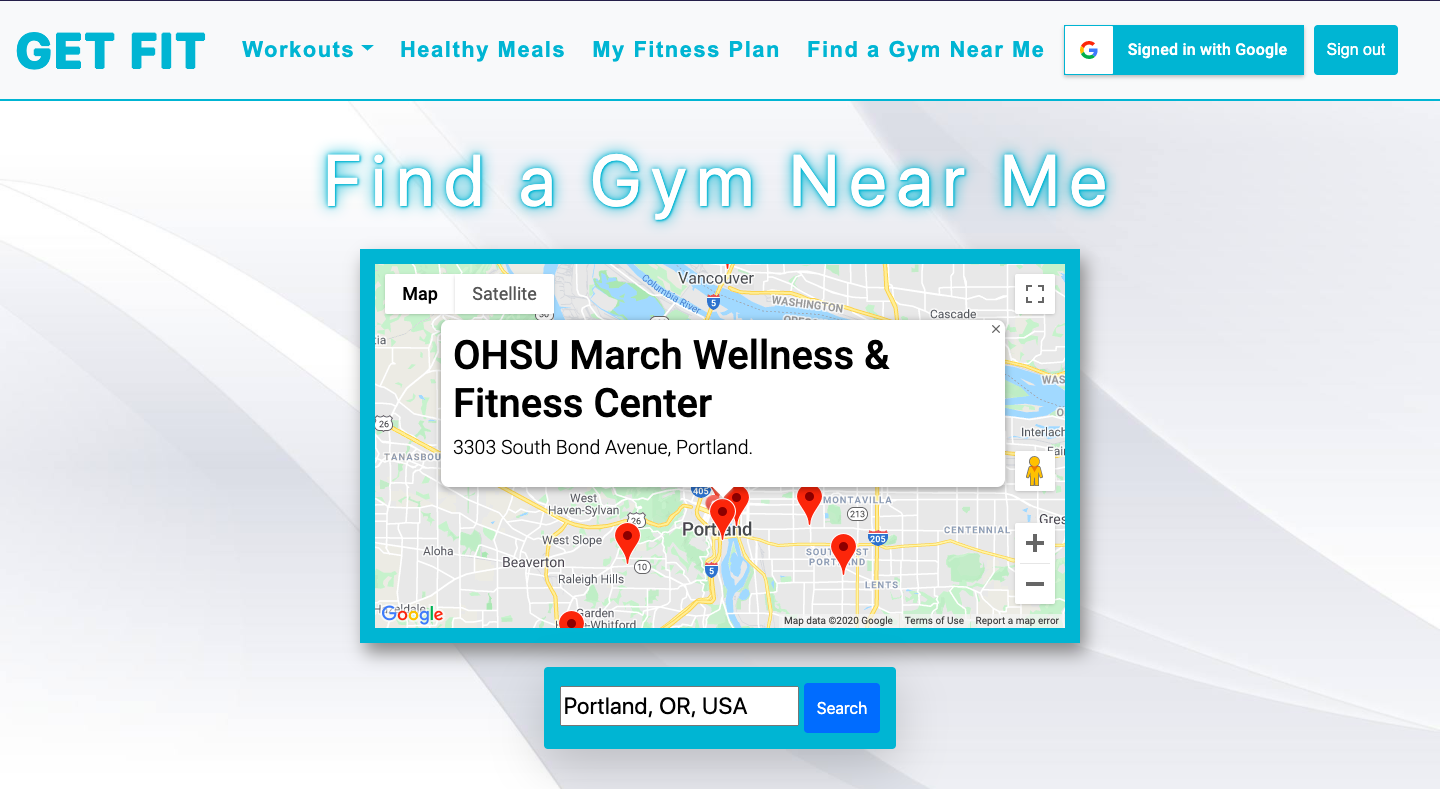 GET FIT
Workouts
Healthy Meals
My Fitness Plan
Find a Gym Near Me
Signed in with Google
Sign out
Find a Gym Near Me
Map
Satellite
Vancouver
Columbia River
5
WASHINGTON
Cascade
OHSU March Wellness &
Fitness Center
3303 South Bond Avenue, Portland.
×
26
TANASBOU
WAS
Interlach
Fair
West
Haven-Sylvan
405
MONTAVILLA
26
213
Portland
CENTENNIAL
Gres
West Slope
205
Aloha
Beaverton
10
Raleigh Hills
5
LENTS
Garden
Home-Whitford
Google
Map data ©2020 Google
Terms of Use
Report a map error
Portland, OR, USA
Search